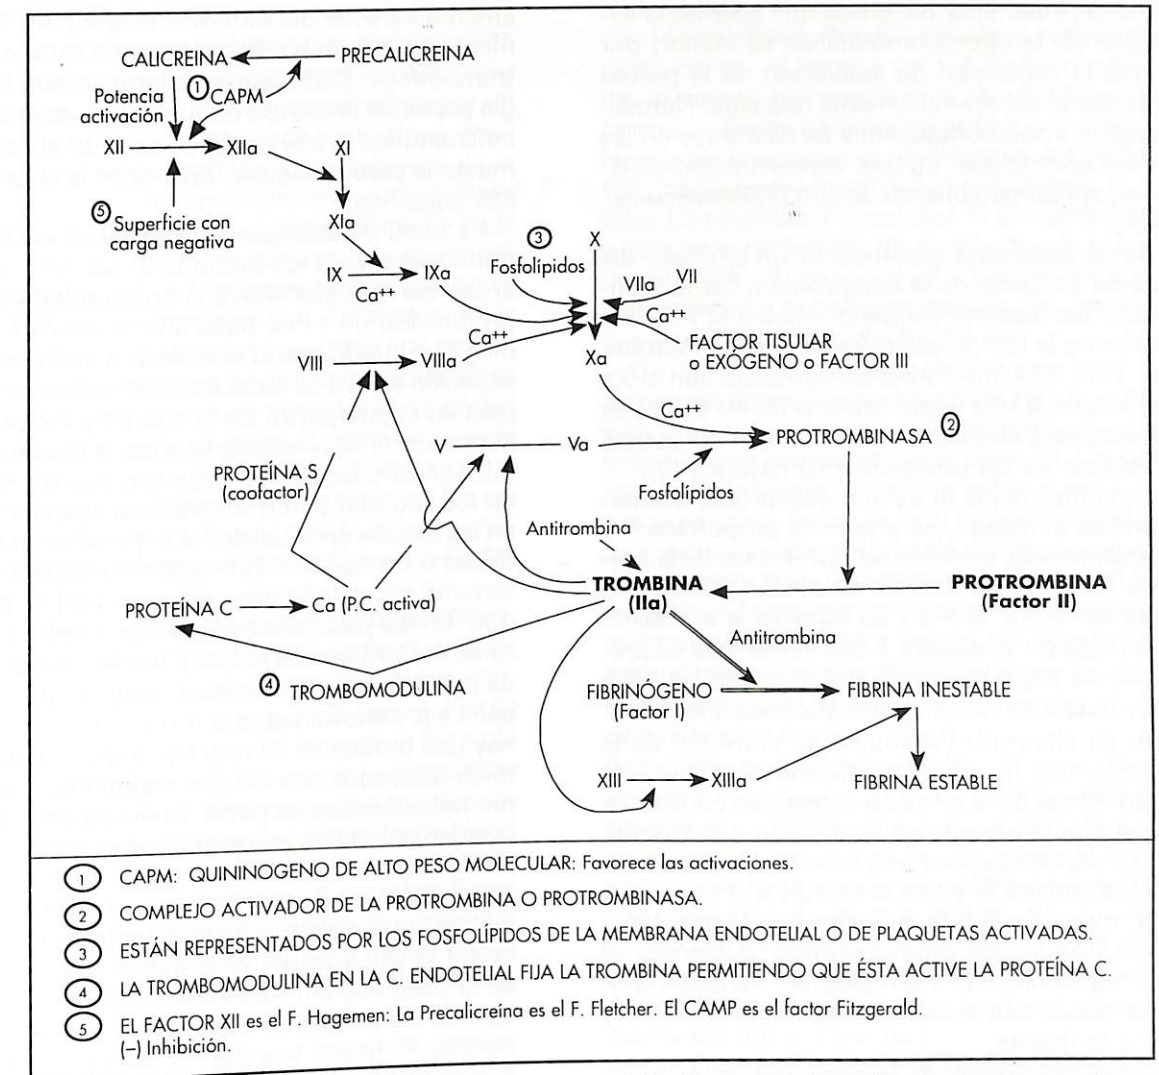 CALICREINA PRECALICREINA
Potencia
activación
① CAPM
XII XIIa XI
⑤ Superficie con
carga negativa
XIa
③ X
Fosfolípidos
IX IXa
Ca++
VIIa VII
Ca++
Ca++
FACTOR TISULAR
o EXÓGENO o FACTOR III
VIII VIIIa
Xa
Ca++
PROTROMBINASA ②
V Va
PROTEÍNA S
(coofactor)
Fosfolípidos
Antitrombina
TROMBINA
(IIa)
PROTROMBINA
(Factor II)
PROTEÍNA C Ca (P.C. activa)
Antitrombina
④ TROMBOMODULINA
FIBRINÓGENO
(Factor I)
FIBRINA INESTABLE
XIII XIIIa
FIBRINA ESTABLE
① CAPM: QUININOGENO DE ALTO PESO MOLECULAR: Favorece las activaciones.
② COMPLEJO ACTIVADOR DE LA PROTROMBINA O PROTROMBINASA.
③ ESTÁN REPRESENTADOS POR LOS FOSFOLÍPIDOS DE LA MEMBRANA ENDOTELIAL O DE PLAQUETAS ACTIVADAS.
④ LA TROMBOMODULINA EN LA C. ENDOTELIAL FIJA LA TROMBINA PERMITIENDO QUE ÉSTA ACTIVE LA PROTEÍNA C.
⑤ EL FACTOR XII es el F. Hagemen: La Precalicreína es el F. Fletcher. El CAMP es el factor Fitzgerald.
(–) Inhibición.